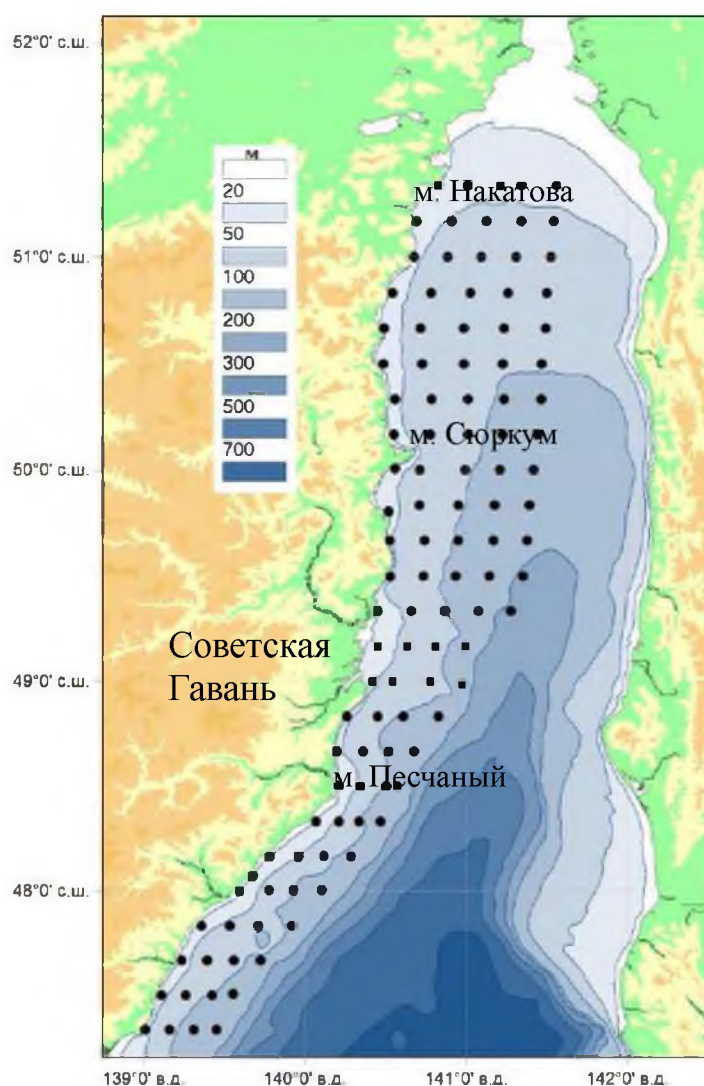 52°0' с.ш.
м
20
м. Накатова
50
51°0' с.ш.
100
200
300
500
м. Сюркум
700
50°0' с.ш.
Советская
Гавань
49°0' с.ш.
м. Песчаный
48°0' с.ш.
139°0' в.д. 140°0' в.д. 141°0' в.д. 142°0' в.д.